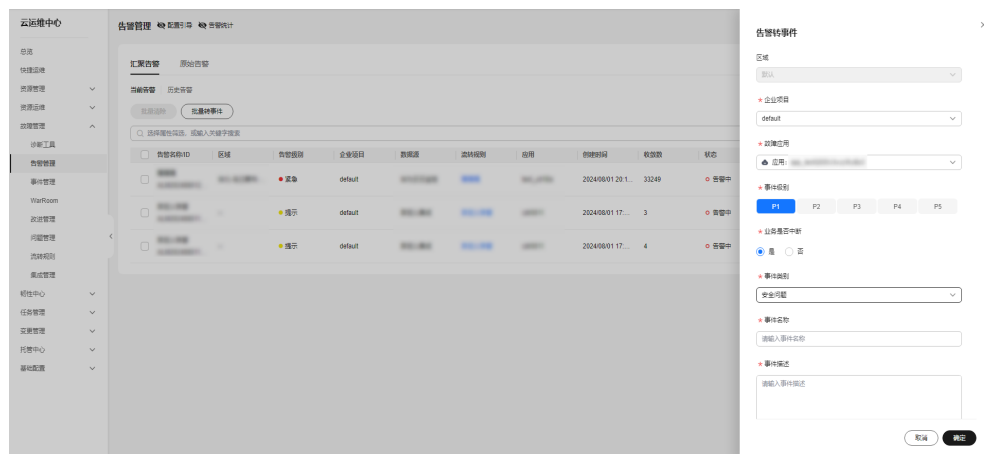 云运维中心
总览
快捷运维
资源管理
资源运维
故障管理
诊断工具
告警管理
事件管理
WarRoom
改进管理
问题管理
流转规则
集成管理
韧性中心
任务管理
变更管理
托管中心
基础配置
告警管理 配置引导 告警统计
汇聚告警 原始告警
当前告警 历史告警
批量转事件
选择属性筛选，或输入关键字搜索
告警名称/ID 区域 告警级别 企业项目 数据源 流转规则 应用 创建时间 收敛数 状态
紧急 default 2024/08/01 20:1... 33249 告警中
提示 default 2024/08/01 17:... 3 告警中
提示 default 2024/08/01 17:... 4 告警中
告警转事件
区域
默认
* 企业项目
default
* 故障应用
应用:
* 事件级别
P1 P2 P3 P4 P5
* 业务是否中断
是 否
* 事件类别
安全问题
* 事件名称
请输入事件名称
* 事件描述
请输入事件描述
取消 确定